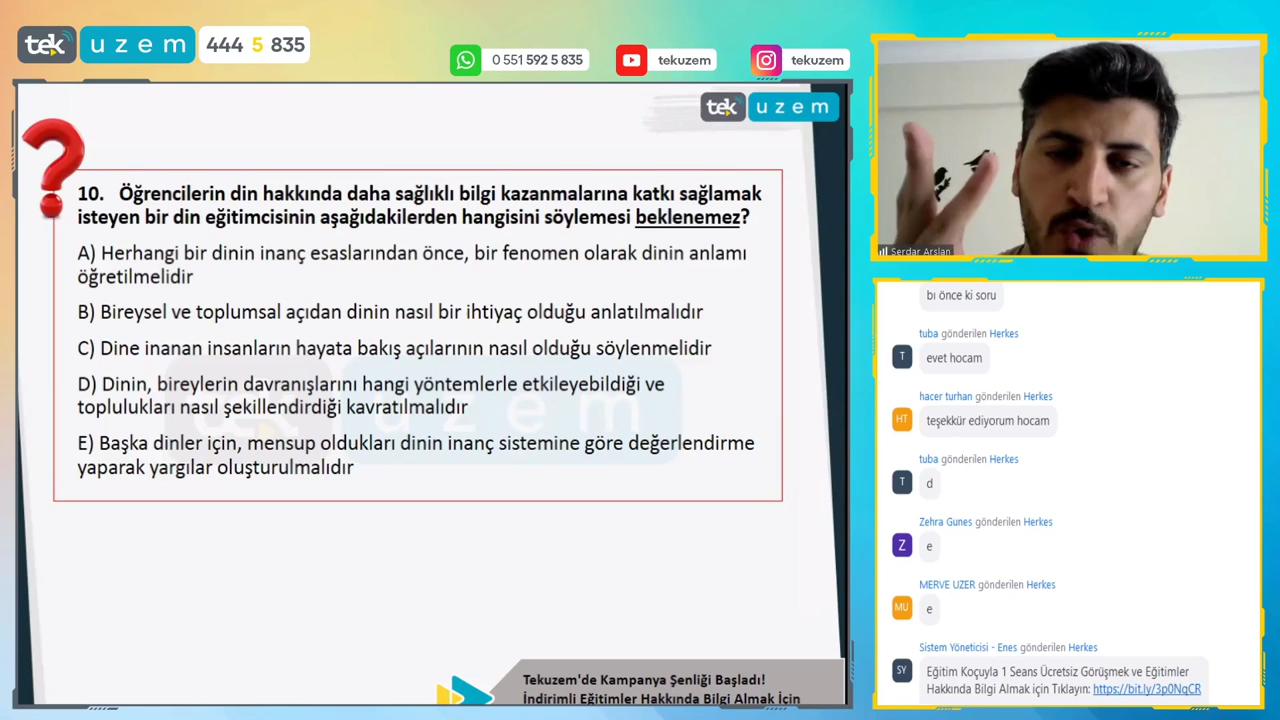 tek uzem 444 5 835
0 551 592 5 835
tekuzem
tekuzem
tek uzem
10. Öğrencilerin din hakkında daha sağlıklı bilgi kazanmalarına katkı sağlamak
isteyen bir din eğitimcisinin aşağıdakilerden hangisini söylemesi beklenemez?
A) Herhangi bir dinin inanç esaslarından önce, bir fenomen olarak dinin anlamı
öğretilmelidir
B) Bireysel ve toplumsal açıdan dinin nasıl bir ihtiyaç olduğu anlatılmalıdır
C) Dine inanan insanların hayata bakış açılarının nasıl olduğu söylenmelidir
D) Dinin, bireylerin davranışlarını hangi yöntemlerle etkileyebildiği ve
toplulukları nasıl şekillendirdiği kavratılmalıdır
E) Başka dinler için, mensup oldukları dinin inanç sistemine göre değerlendirme
yaparak yargılar oluşturulmalıdır
uzem
Tekuzem'de Kampanya Şenliği Başladı!
İndirimli Eğitimler Hakkında Bilgi Almak İçin
Serdar Arslan
bı önce ki soru
tuba gönderilen Herkes
T
evet hocam
hacer turhan gönderilen Herkes
HT
teşekkür ediyorum hocam
tuba gönderilen Herkes
T
d
Zehra Gunes gönderilen Herkes
Z
e
MERVE UZER gönderilen Herkes
MU
e
Sistem Yöneticisi - Enes gönderilen Herkes
SY
Eğitim Koçuyla 1 Seans Ücretsiz Görüşmek ve Eğitimler
Hakkında Bilgi Almak için Tıklayın: https://bit.ly/3p0NqCR